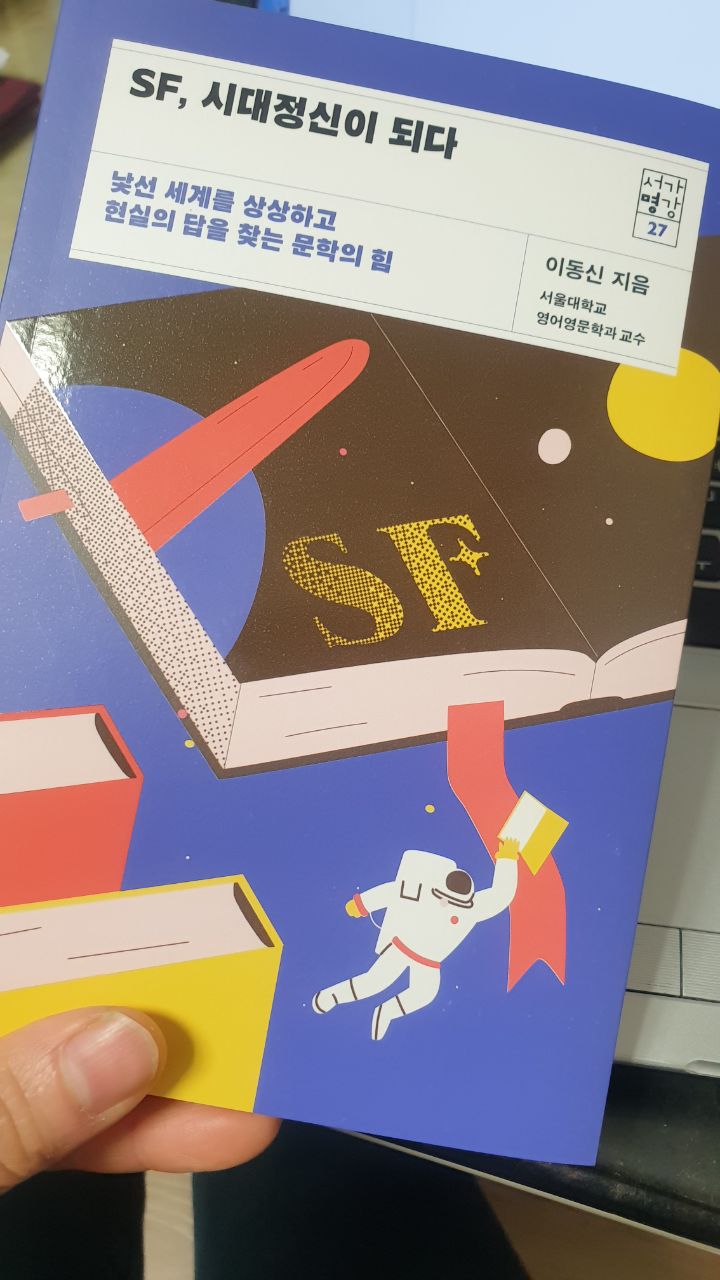 SF, 시대정신이 되다
낯선 세계를 상상하고
현실의 답을 찾는 문학의 힘
서가
명강
27
이동신 지음
서울대학교
영어영문학과 교수
SF